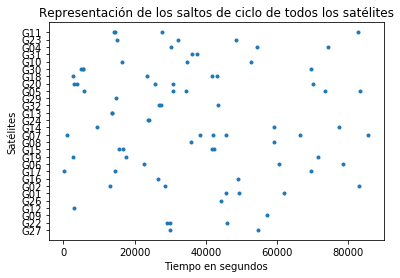 Representación de los saltos de ciclo de todos los satélites
Satélites
G11
G23
G04
G31
G30
G18
G20
G05
G29
G32
G13
G24
G14
G07
G08
G15
G19
G06
G17
G16
G02
G01
G26
G12
G09
G22
G27
0 20000 40000 60000 80000
Tiempo en segundos